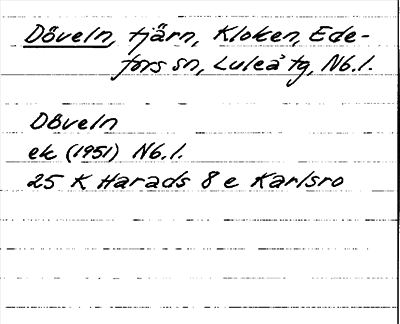 Döveln, tjärn, Kloken, Ede-
fors sn, Luleå tg, Nb.l.
Döveln
ek (1951) Nb.l.
25 K Harads 8 e Karlsro